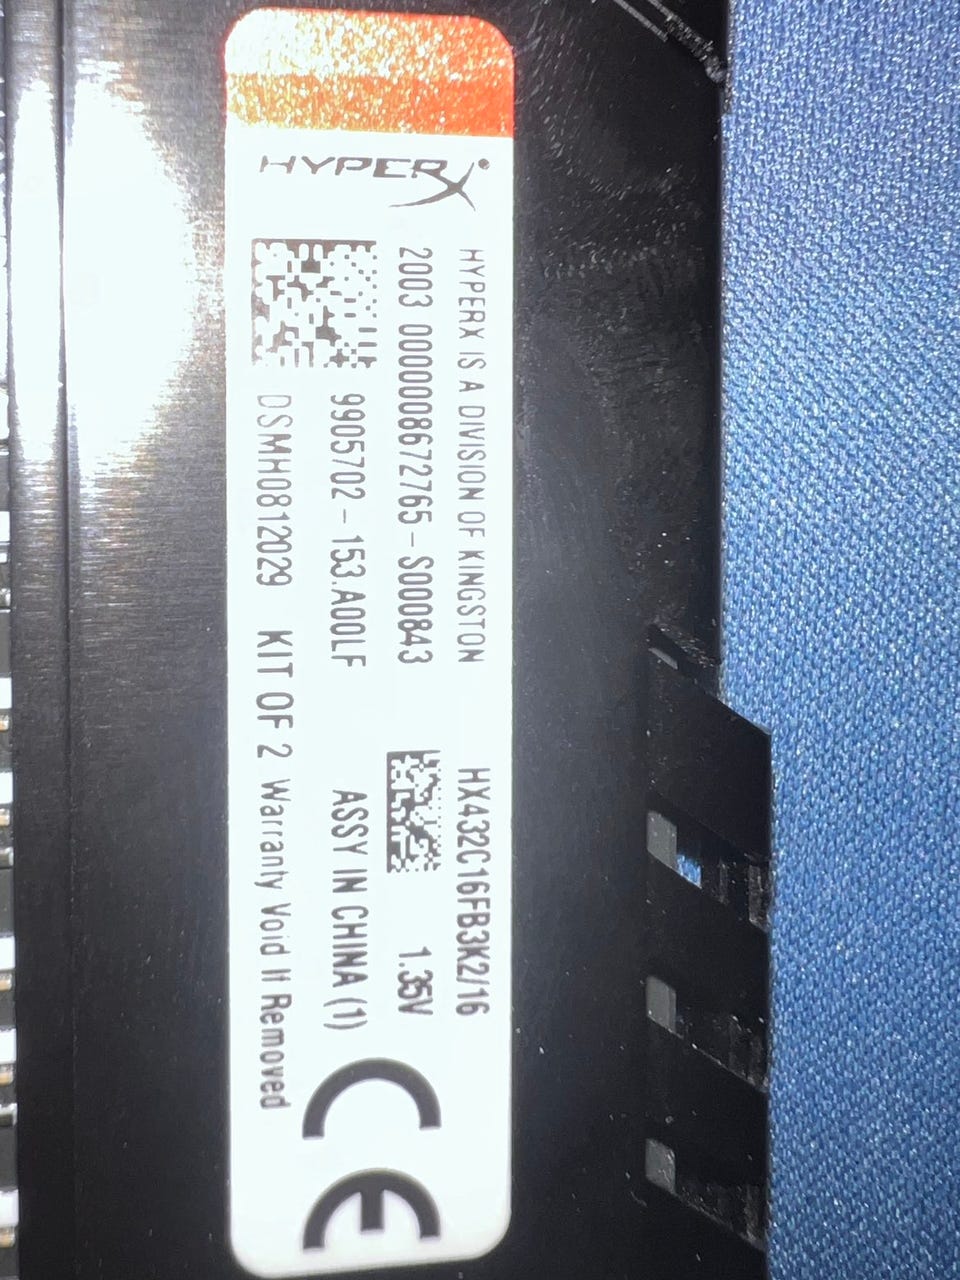 HYPERX
HYPERX IS A DIVISION OF KINGSTON HX432C16FB3K2/16
2003 000008672765 - S000843 1.35V
9905702 - 153.A00LF ASSY IN CHINA (1)
DSMH0812029 KIT OF 2 Warranty Void If Removed
CE